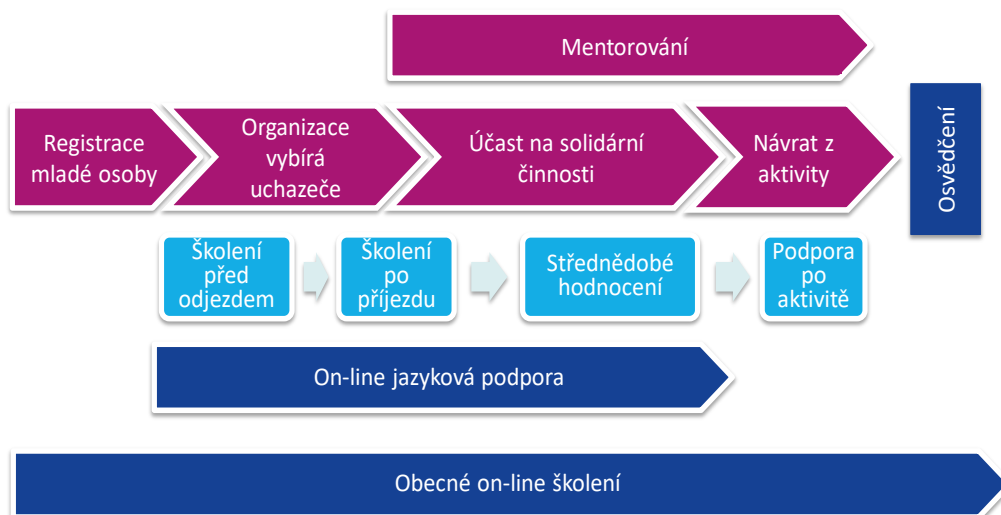 Mentorování
Registrace
mladé osoby
Organizace
vybírá
uchazeče
Účast na solidární
činnosti
Návrat z
aktivity
Osvědčení
Školení
před
odjezdem
Školení
po
příjezdu
Střednědobé
hodnocení
Podpora
po
aktivitě
On-line jazyková podpora
Obecné on-line školení